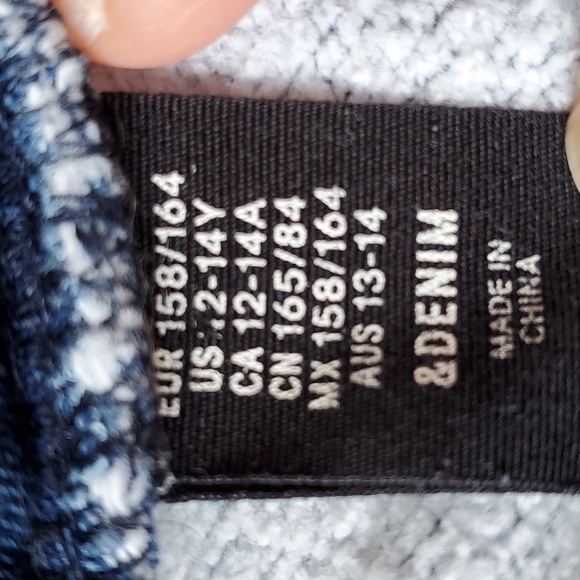 EUR 158/164
US 12-14Y
CA 12-14A
CN 165/84
MX 158/164
AUS 13-14
&DENIM
MADE IN
CHINA